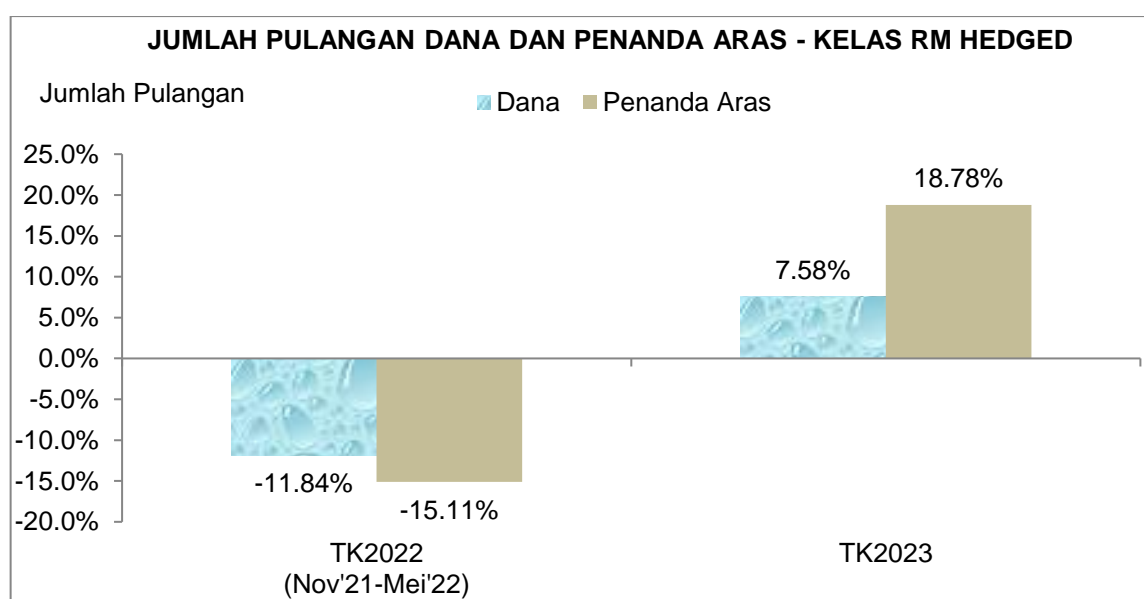 JUMLAH PULANGAN DANA DAN PENANDA ARAS - KELAS RM HEDGED
Jumlah Pulangan
Dana
Penanda Aras
25.0%
20.0%
15.0%
10.0%
5.0%
0.0%
-5.0%
-10.0%
-15.0%
-20.0%
-11.84%
-15.11%
7.58%
18.78%
TK2022
(Nov'21-Mei'22)
TK2023